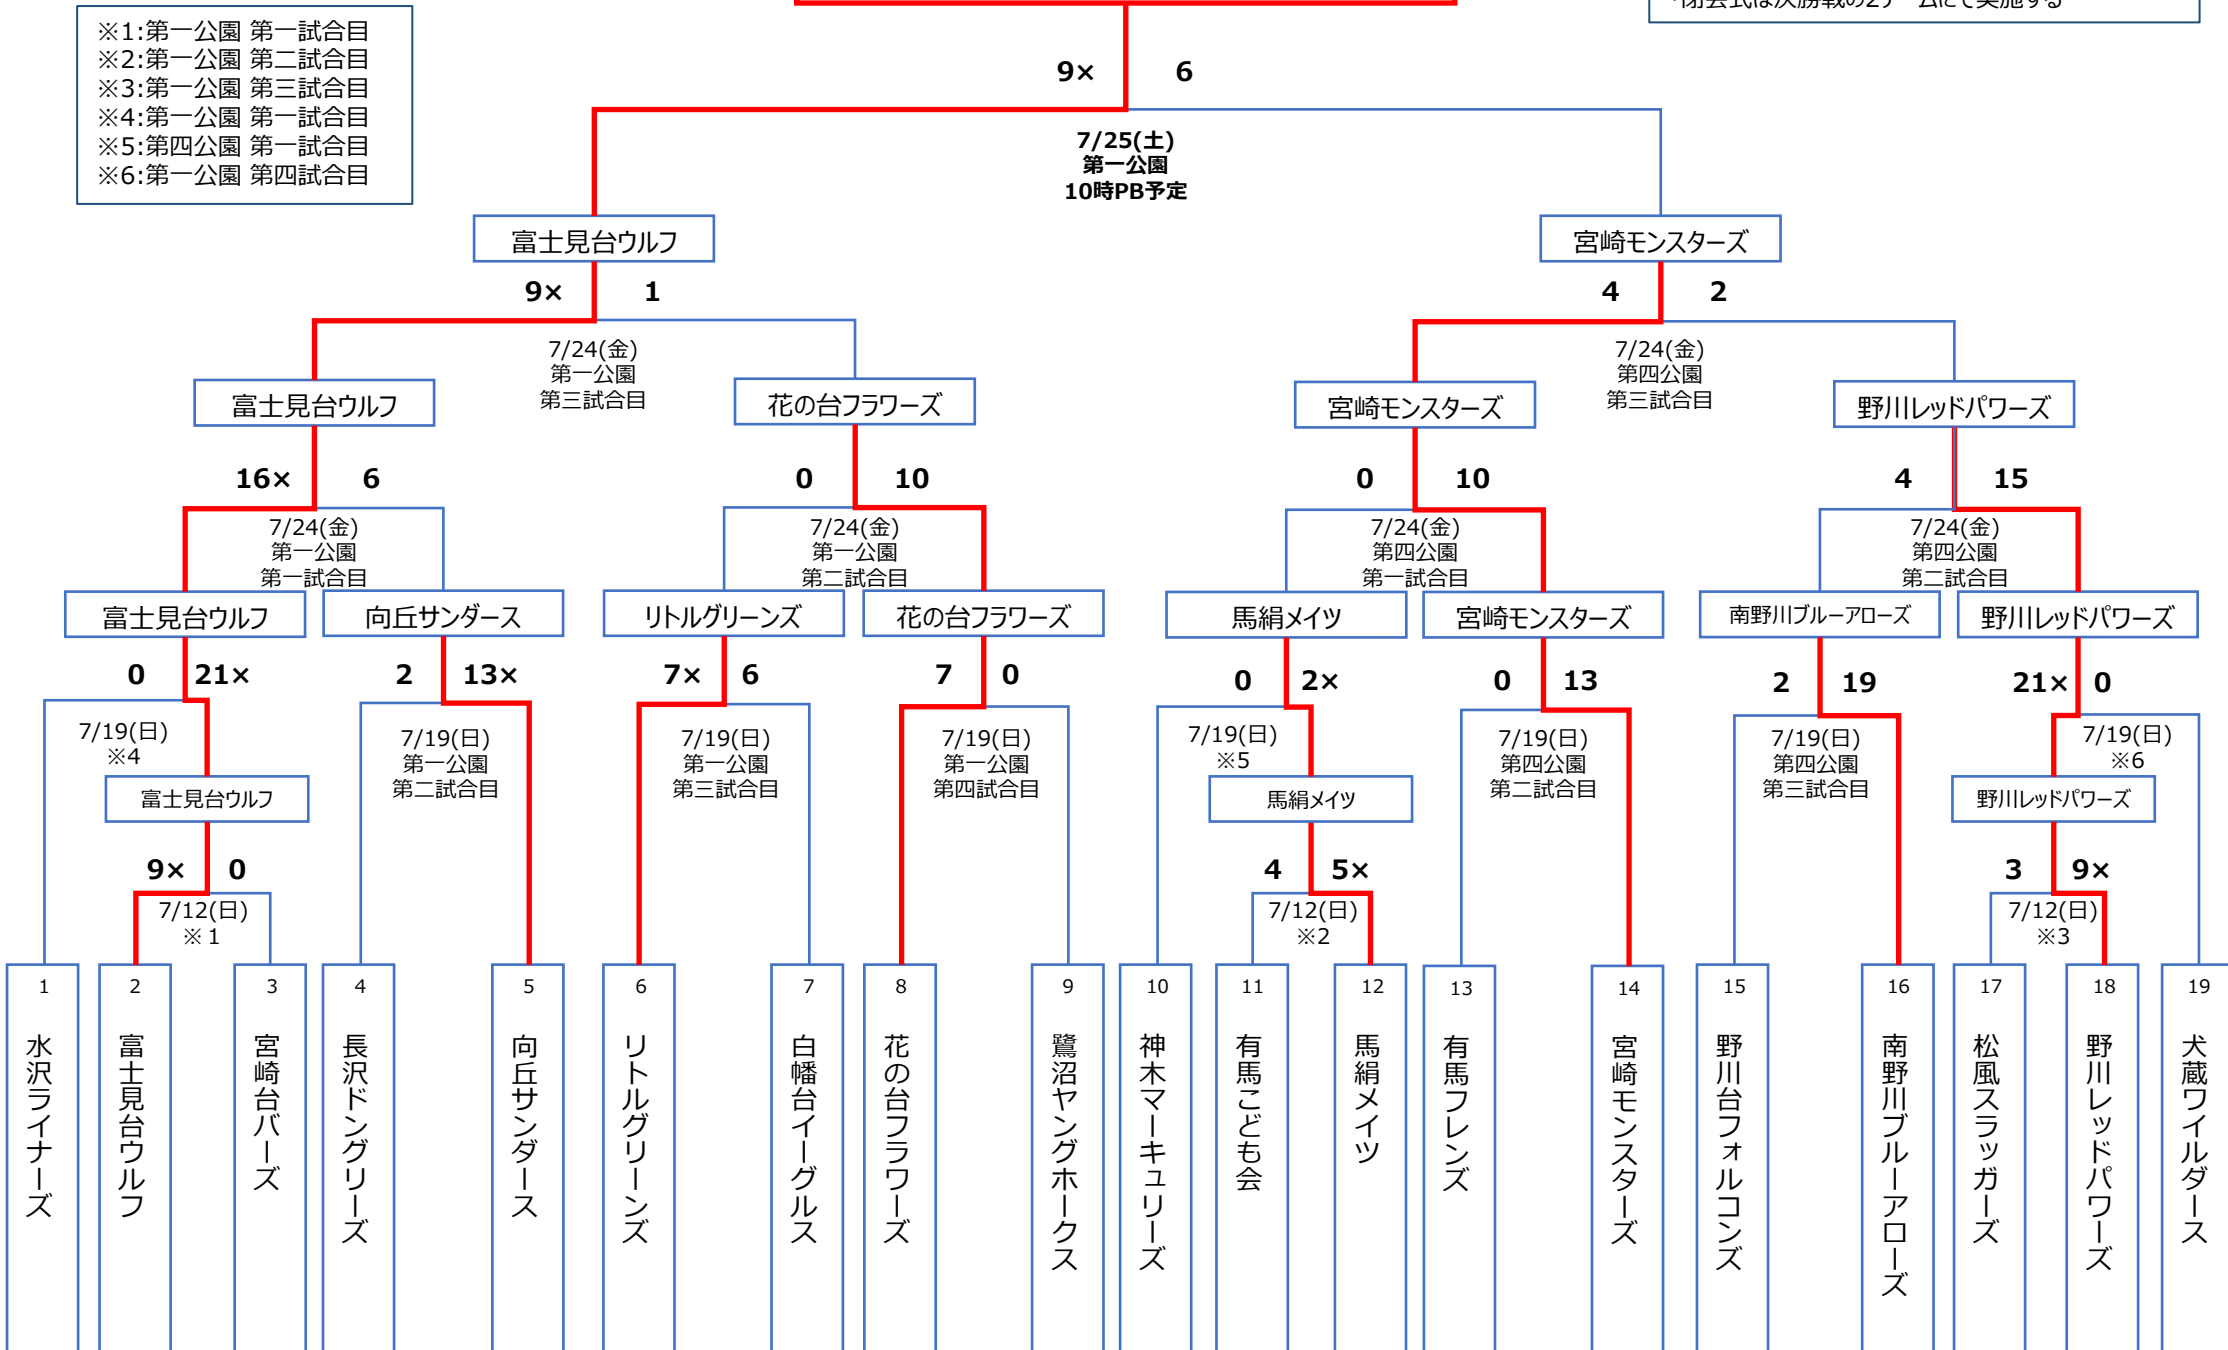 ・閉会式は決勝戦の2チームにて実施する
※1:第一公園 第一試合目
※2:第一公園 第二試合目
※3:第一公園 第三試合目
※4:第一公園 第一試合目
※5:第四公園 第一試合目
※6:第一公園 第四試合目
9× 6
7/25(土)
第一公園
10時PB予定
富士見台ウルフ 宮崎モンスターズ
9× 1 4 2
7/24(金) 7/24(金)
第一公園 第四公園
第三試合目 第三試合目
富士見台ウルフ 花の台フラワーズ 宮崎モンスターズ 野川レッドパワーズ
16× 6 0 10 0 10 4 15
7/24(金) 7/24(金) 7/24(金) 7/24(金)
第一公園 第一公園 第四公園 第四公園
第一試合目 第二試合目 第一試合目 第二試合目
富士見台ウルフ 向丘サンダース リトルグリーンズ 花の台フラワーズ 馬絹メイツ 宮崎モンスターズ 南野川ブルーアローズ 野川レッドパワーズ
0 21× 2 13× 7× 6 7 0 0 2× 0 13 2 19 21× 0
7/19(日) 7/19(日) 7/19(日) 7/19(日) 7/19(日) 7/19(日) 7/19(日) 7/19(日)
※4 第一公園 第一公園 第一公園 ※5 第四公園 第四公園 ※6
第二試合目 第三試合目 第四試合目 第二試合目 第三試合目
富士見台ウルフ 馬絹メイツ 野川レッドパワーズ
9× 0 4 5× 3 9×
7/12(日) 7/12(日) 7/12(日)
※１ ※2 ※3
1 2 3 4 5 6 7 8 9 10 11 12 13 14 15 16 17 18 19
水沢ライナーズ
富士見台ウルフ
宮崎台バーズ
長沢ドングリーズ
向丘サンダース
リトルグリーンズ
白幡台イーグルス
花の台フラワーズ
鷺沼ヤングホークス
神木マーキュリーズ
有馬こども会
馬絹メイツ
有馬フレンズ
宮崎モンスターズ
野川台フォルコンズ
南野川ブルーアローズ
松風スラッガーズ
野川レッドパワーズ
犬蔵ワイルダース